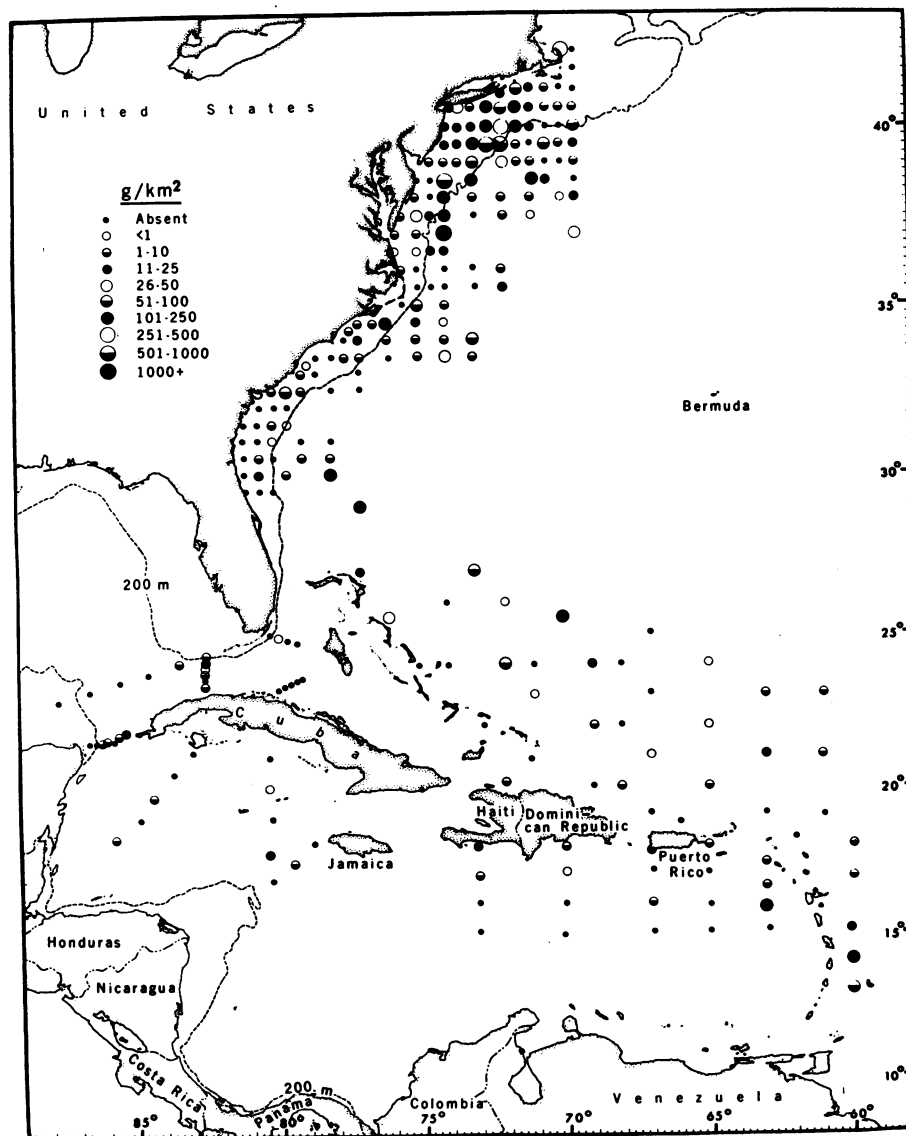 United States
40°
g/km²
Absent
<1
1-10
11-25
26-50
51-100
101-250
251-500
501-1000
1000+
35°
Bermuda
30°
200 m
25°
Cuba
20°
Haiti
Domini-
can Republic
Jamaica
Puerto
Rico
15°
Honduras
Nicaragua
Costa Rica
10°
200 m
Panama
Colombia
Venezuela
85°
80°
75°
70°
65°
60°